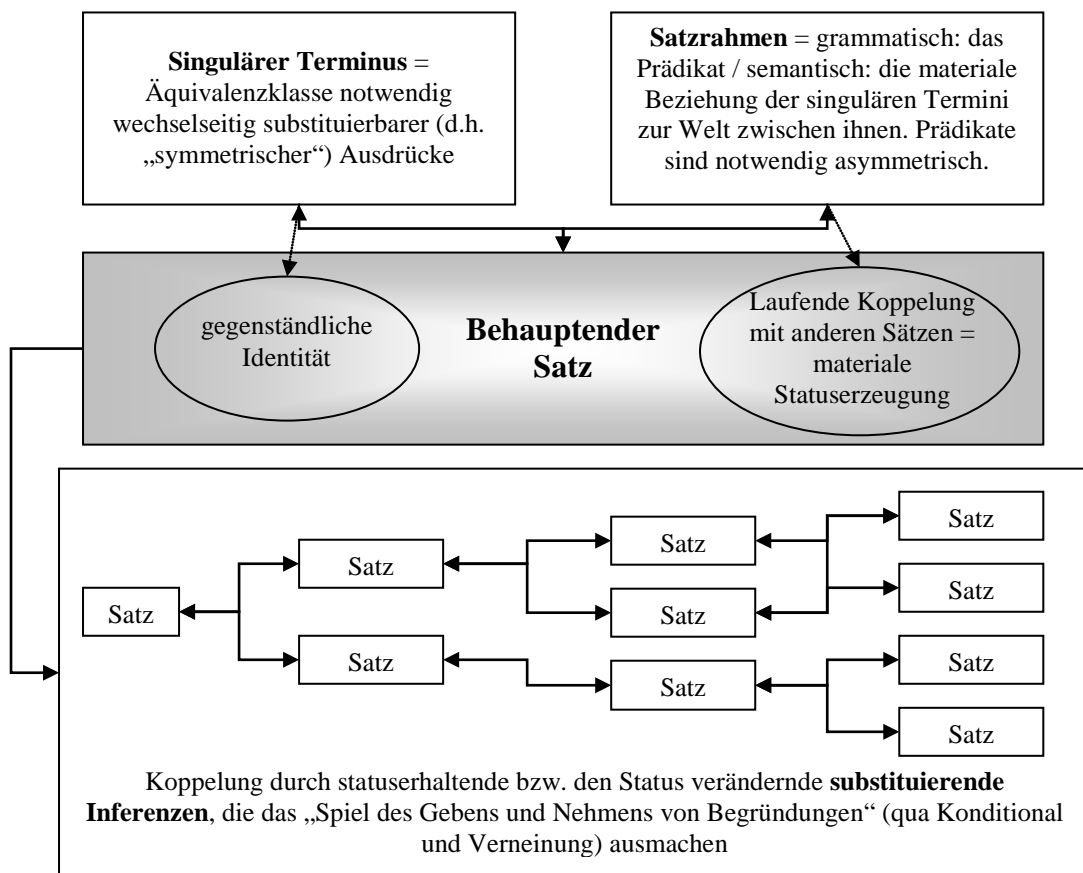 Singulärer Terminus =
Äquivalenzklasse notwendig
wechselseitig substituierbarer (d.h.
„symmetrischer“) Ausdrücke
Satzrahmen = grammatisch: das
Prädikat / semantisch: die materiale
Beziehung der singulären Termini
zur Welt zwischen ihnen. Prädikate
sind notwendig asymmetrisch.
gegenständliche
Identität
Behauptender
Satz
Laufende Koppelung
mit anderen Sätzen =
materiale
Statuserzeugung
Satz
Satz
Satz
Satz
Satz
Satz
Satz
Satz
Satz
Satz
Koppelung durch statuserhaltende bzw. den Status verändernde substituierende
Inferenzen, die das „Spiel des Gebens und Nehmens von Begründungen“ (qua Konditional
und Verneinung) ausmachen